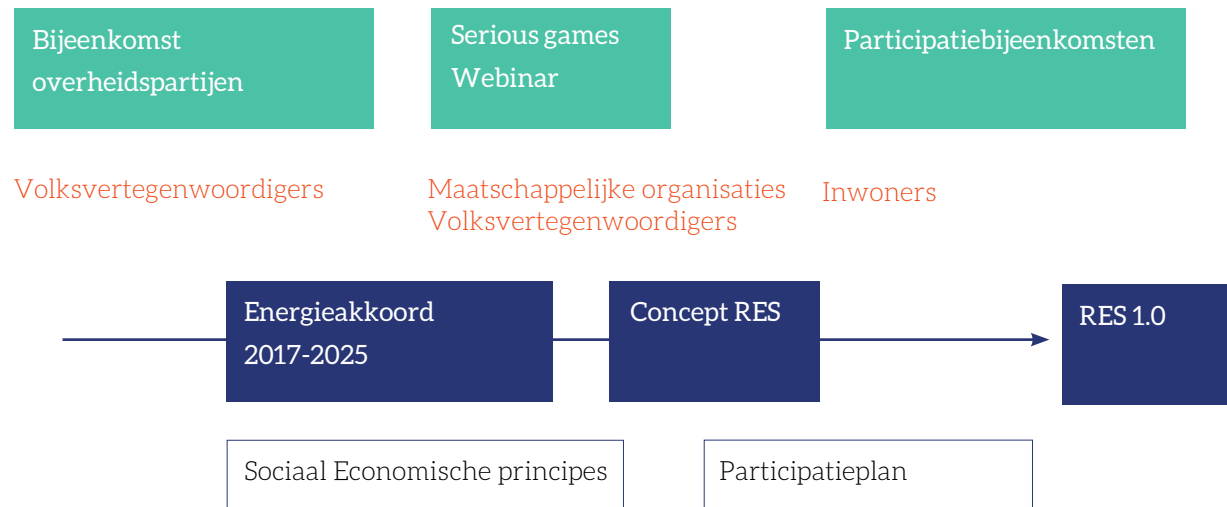 Bijeenkomst
overheidspartijen
Serious games
Webinar
Participatiebijeenkomsten
Volksvertegenwoordigers
Maatschappelijke organisaties
Volksvertegenwoordigers
Inwoners
Energieakkoord
2017-2025
Concept RES
RES 1.0
Sociaal Economische principes
Participatieplan